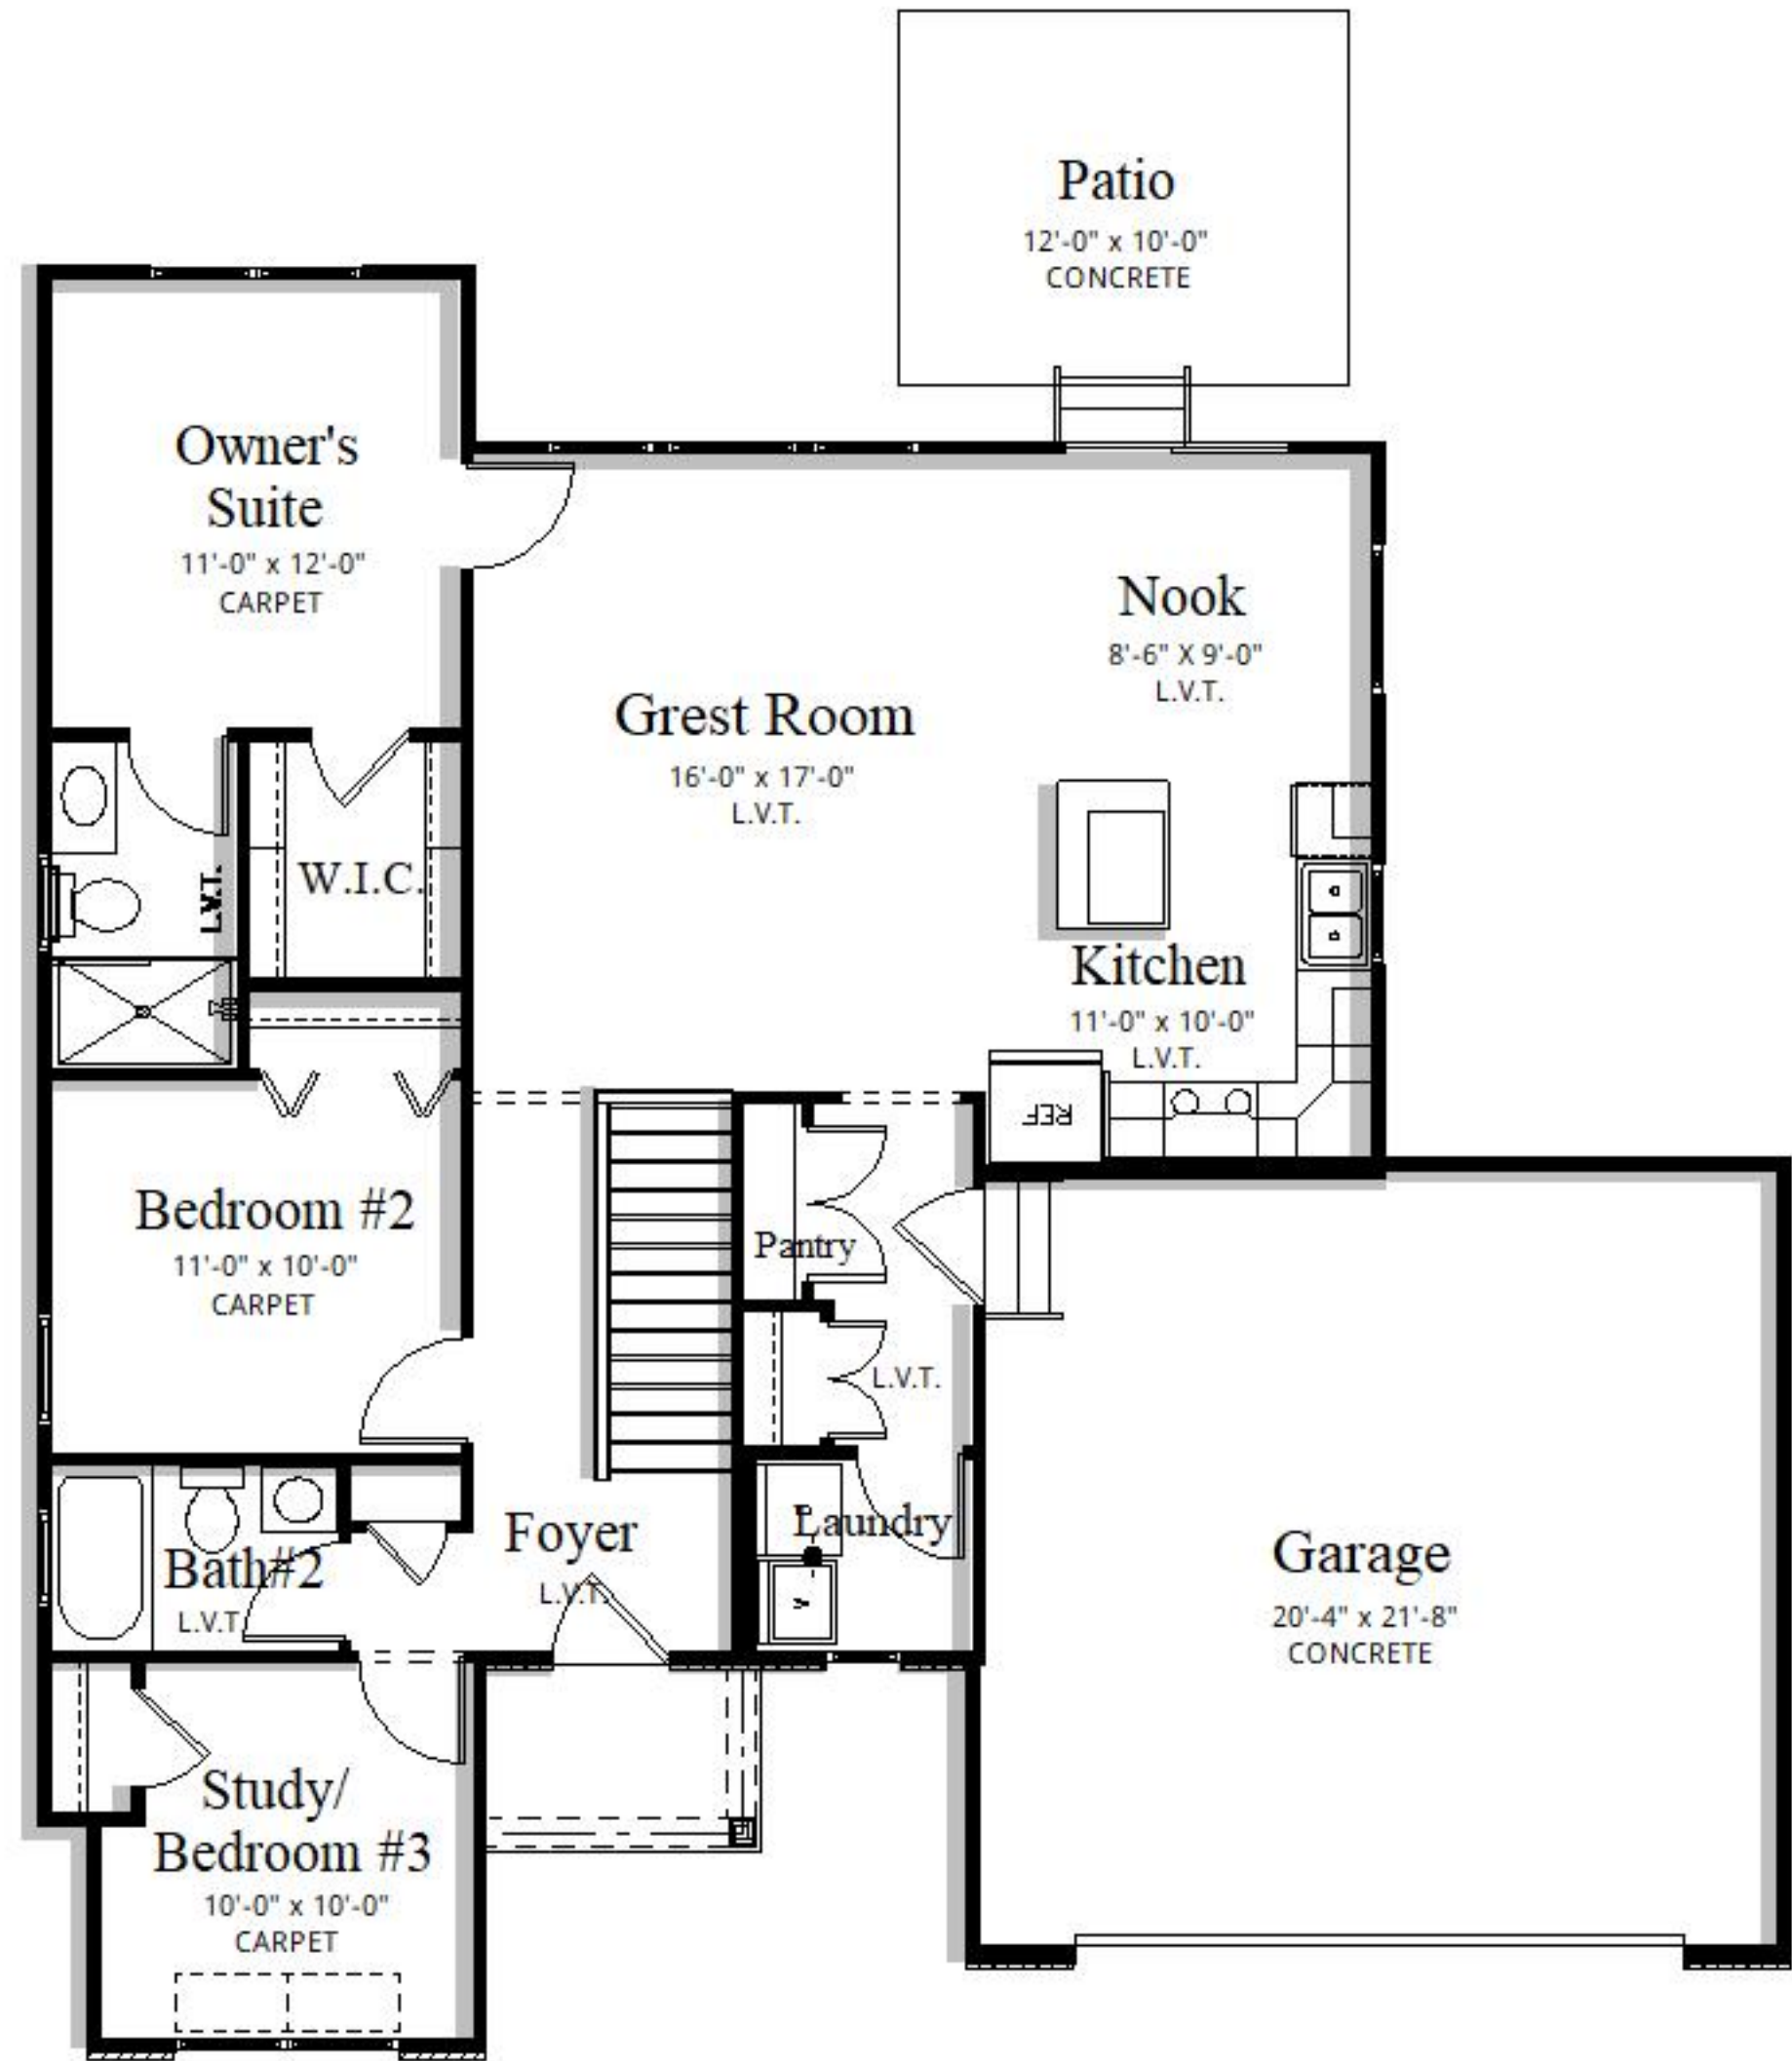 Patio
12'-0" x 10'-0"
CONCRETE
Owner's
Suite
11'-0" x 12'-0"
CARPET
Nook
8'-6" X 9'-0"
L.V.T.
Grest Room
16'-0" x 17'-0"
L.V.T.
L.V.T.
W.I.C.
Kitchen
11'-0" x 10'-0"
L.V.T.
REF
Bedroom #2
11'-0" x 10'-0"
CARPET
Pantry
L.V.T.
Laundry
Foyer
L.V.T.
Bath#2
L.V.T
Garage
20'-4" x 21'-8"
CONCRETE
Study/
Bedroom #3
10'-0" x 10'-0"
CARPET